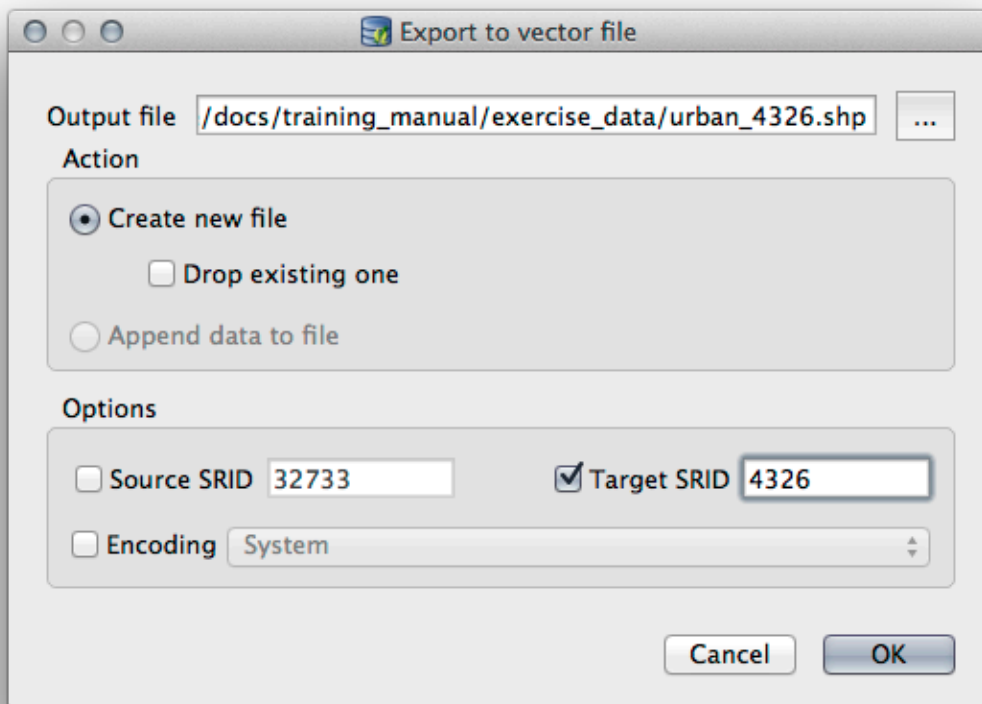 Export to vector file
Output file /docs/training_manual/exercise_data/urban_4326.shp ...
Action
Create new file
Drop existing one
Append data to file
Options
Source SRID 32733 Target SRID 4326
Encoding System
Cancel OK